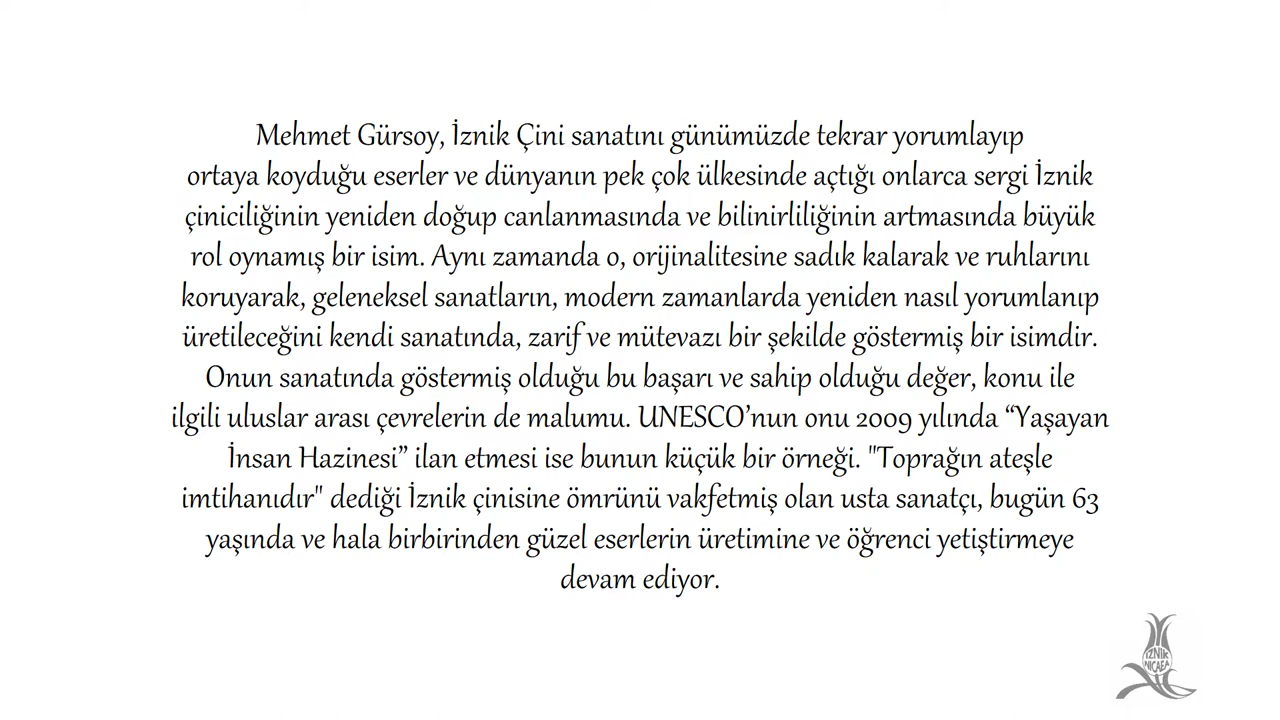 Mehmet Gürsoy, İznik Çini sanatını günümüzde tekrar yorumlayıp
ortaya koyduğu eserler ve dünyanın pek çok ülkesinde açtığı onlarca sergi İznik
çiniciliğinin yeniden doğup canlanmasında ve bilinirliliğinin artmasında büyük
rol oynamış bir isim. Aynı zamanda o, orijinalitesine sadık kalarak ve ruhlarını
koruyarak, geleneksel sanatların, modern zamanlarda yeniden nasıl yorumlanıp
üretileceğini kendi sanatında, zarif ve mütevazı bir şekilde göstermiş bir isimdir.
Onun sanatında göstermiş olduğu bu başarı ve sahip olduğu değer, konu ile
ilgili uluslar arası çevrelerin de malumu. UNESCO’nun onu 2009 yılında “Yaşayan
İnsan Hazinesi” ilan etmesi ise bunun küçük bir örneği. "Toprağın ateşle
imtihanıdır" dediği İznik çinisine ömrünü vakfetmiş olan usta sanatçı, bugün 63
yaşında ve hala birbirinden güzel eserlerin üretimine ve öğrenci yetiştirmeye
devam ediyor.
İZNİK
NICAEA